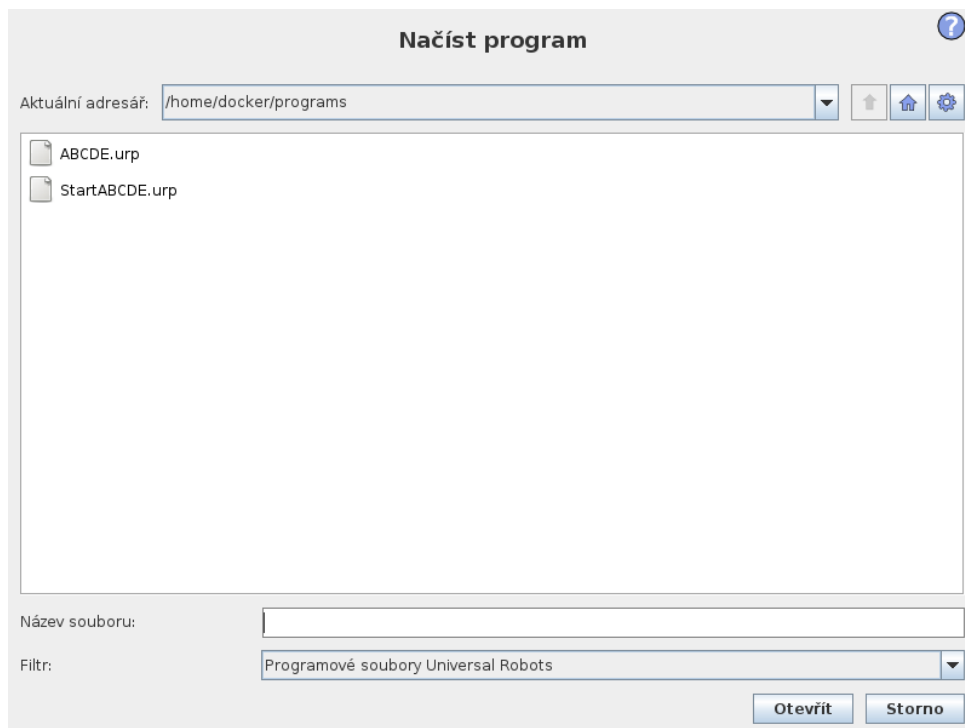 Načíst program
?
Aktuální adresář: /home/docker/programs
ABCDE.urp
StartABCDE.urp
Název souboru:
Filtr: Programové soubory Universal Robots
Otevřít Storno